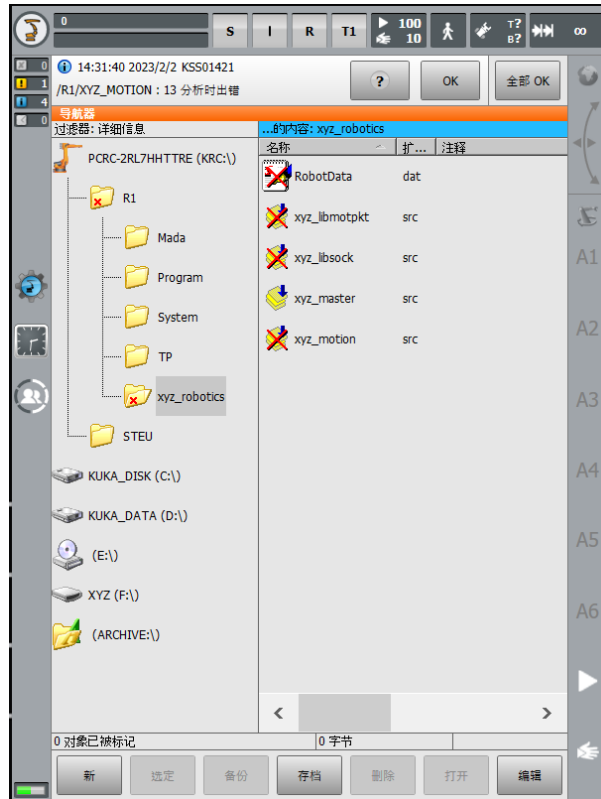 0
S I R T1 100 10 T? B? ∞
0
1
4
0
14:31:40 2023/2/2 KSS01421
/R1/XYZ_MOTION : 13 分析时出错
? OK 全部 OK
导航器
过滤器: 详细信息
...的内容: xyz_robotics
名称 扩... 注释
PCRC-2RL7HHTTRE (KRC:\)
R1
Mada
Program
System
TP
xyz_robotics
STEU
KUKA_DISK (C:\)
KUKA_DATA (D:\)
(E:\)
XYZ (F:\)
(ARCHIVE:\)
RobotData dat
xyz_libmotpkt src
xyz_libsock src
xyz_master src
xyz_motion src
A1
A2
A3
A4
A5
A6
0 对象已被标记 0 字节
新 选定 备份 存档 删除 打开 编辑